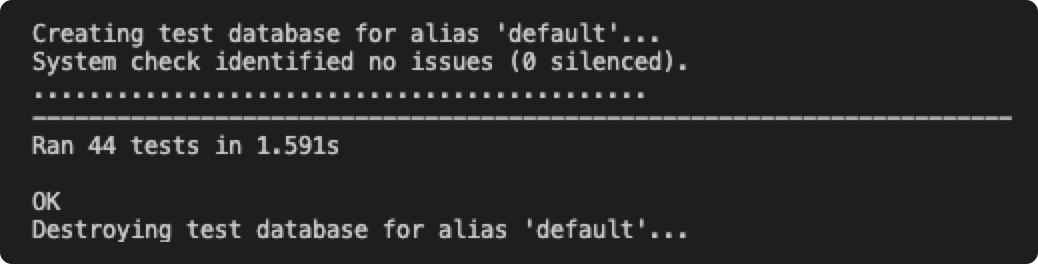 Creating test database for alias 'default'...
System check identified no issues (0 silenced).
............................................
----------------------------------------------------------------------
Ran 44 tests in 1.591s

OK
Destroying test database for alias 'default'...